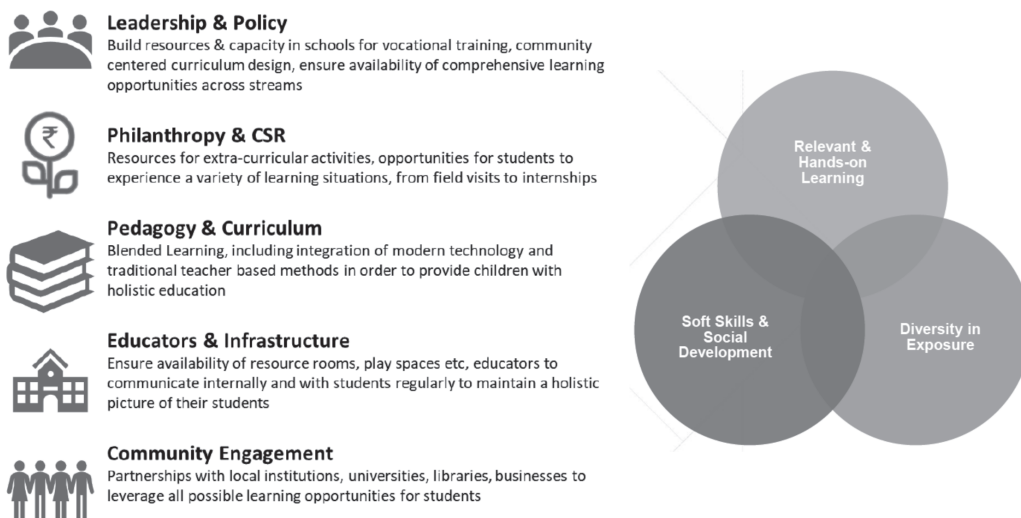 Leadership & Policy
Build resources & capacity in schools for vocational training, community
centered curriculum design, ensure availability of comprehensive learning
opportunities across streams
₹
Philanthropy & CSR
Resources for extra-curricular activities, opportunities for students to
experience a variety of learning situations, from field visits to internships
Pedagogy & Curriculum
Blended Learning, including integration of modern technology and
traditional teacher based methods in order to provide children with
holistic education
Educators & Infrastructure
Ensure availability of resource rooms, play spaces etc, educators to
communicate internally and with students regularly to maintain a holistic
picture of their students
Community Engagement
Partnerships with local institutions, universities, libraries, businesses to
leverage all possible learning opportunities for students
Relevant &
Hands-on
Learning
Soft Skills &
Social
Development
Diversity in
Exposure